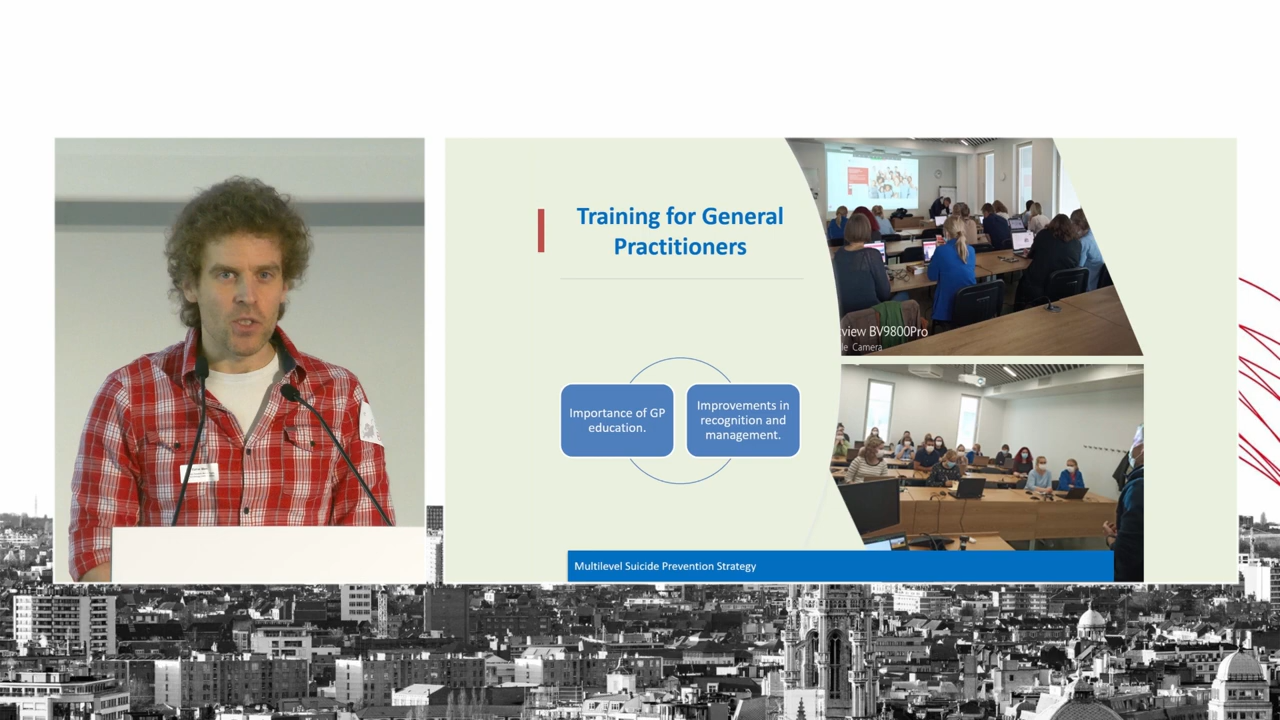 Training for General
Practitioners
Importance of GP
education.
Improvements in
recognition and
management.
view BV9800Pro
Camera
Multilevel Suicide Prevention Strategy